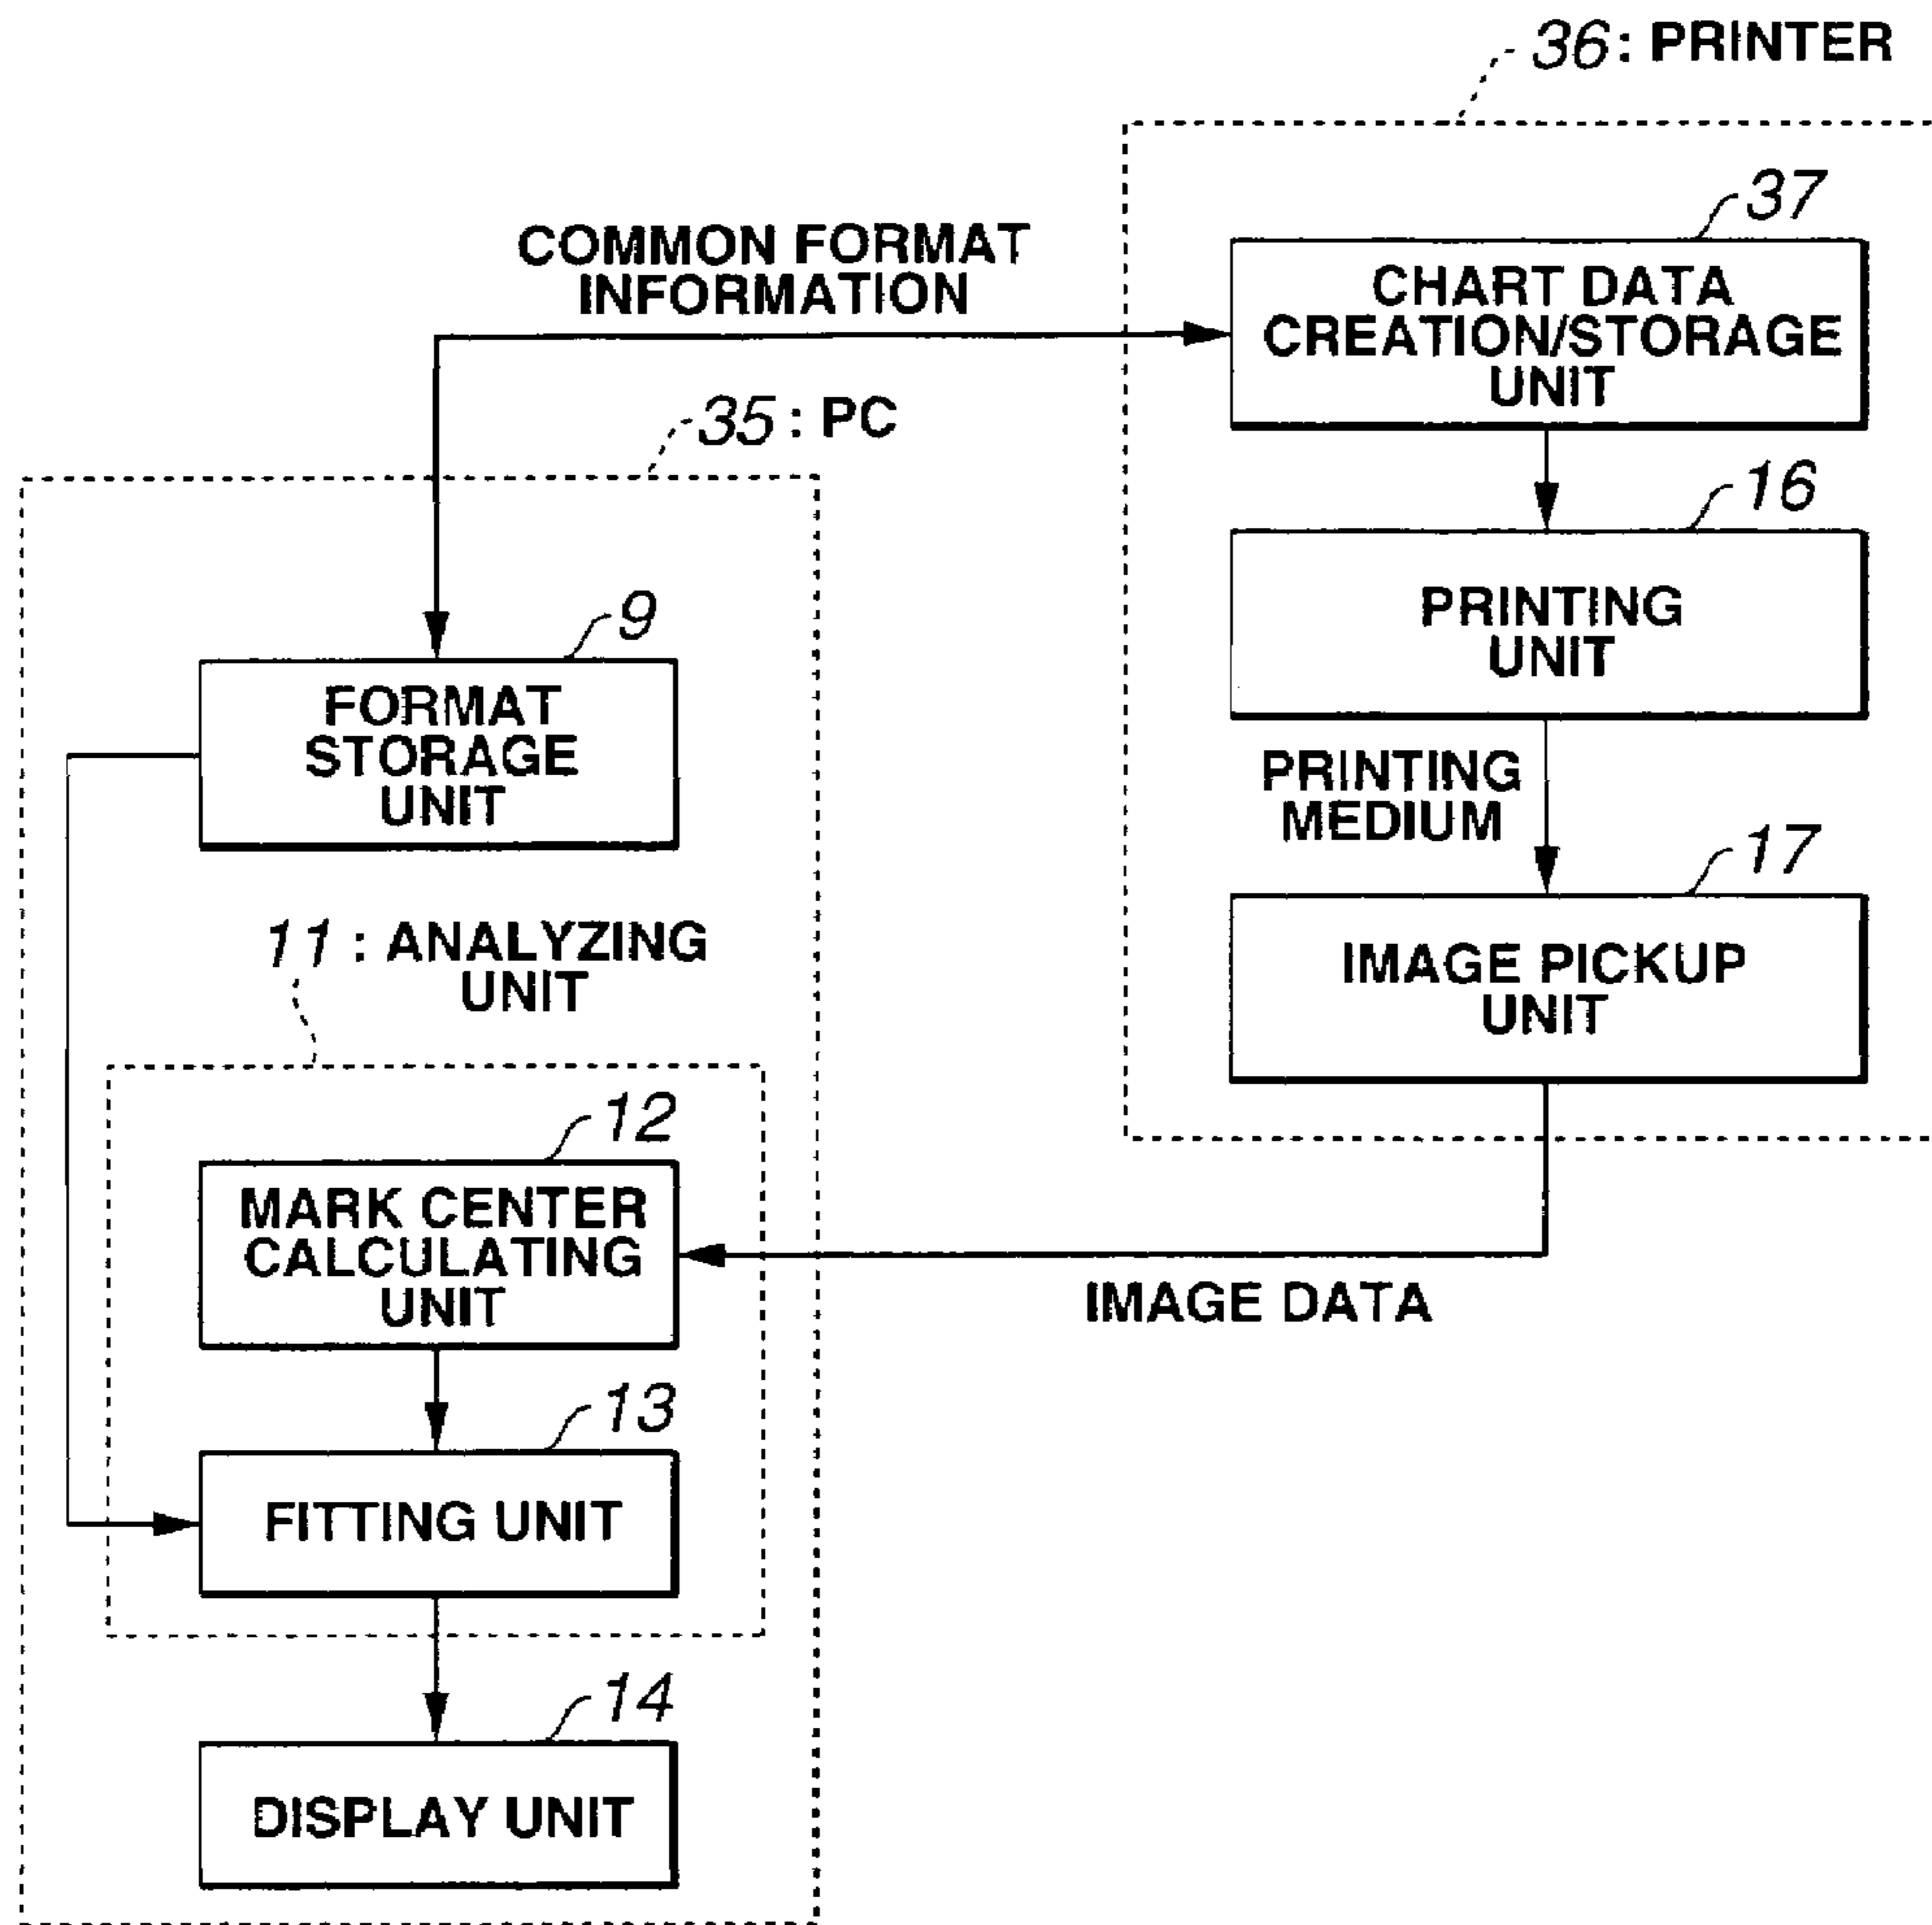 36: PRINTER
37
COMMON FORMAT
INFORMATION
CHART DATA
CREATION/STORAGE
UNIT
35: PC
16
PRINTING
UNIT
9
FORMAT
STORAGE
UNIT
PRINTING
MEDIUM
17
IMAGE PICKUP
UNIT
11: ANALYZING
UNIT
12
MARK CENTER
CALCULATING
UNIT
IMAGE DATA
13
FITTING UNIT
14
DISPLAY UNIT